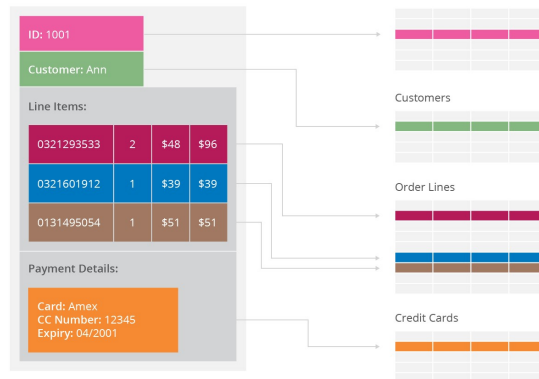 ID: 1001
Customer: Ann
Line Items:
0321293533 2 $48 $96
0321601912 1 $39 $39
0131495054 1 $51 $51
Payment Details:
Card: Amex
CC Number: 12345
Expiry: 04/2001
Customers
Order Lines
Credit Cards